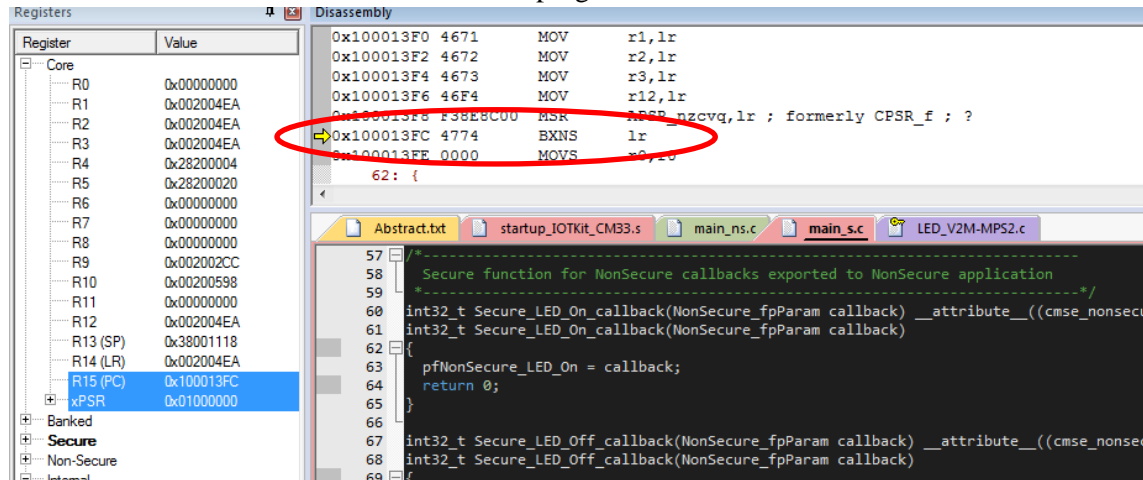 Registers
Register Value
Core
R0 0x00000000
R1 0x002004EA
R2 0x002004EA
R3 0x002004EA
R4 0x28200004
R5 0x28200020
R6 0x00000000
R7 0x00000000
R8 0x00000000
R9 0x002002CC
R10 0x00200598
R11 0x00000000
R12 0x002004EA
R13 (SP) 0x38001118
R14 (LR) 0x002004EA
R15 (PC) 0x100013FC
xPSR 0x01000000
Banked
Secure
Non-Secure
Disassembly
0x100013F0 4671 MOV r1,lr
0x100013F2 4672 MOV r2,lr
0x100013F4 4673 MOV r3,lr
0x100013F6 46F4 MOV r12,lr
0x100013F8 F38E8C00 MSR APSR_nzcvq,lr ; formerly CPSR_f ; ?
0x100013FC 4774 BXNS lr
0x100013FE 0000 MOVS r0,r0
62: {
Abstract.txt startup_IOTKit_CM33.s main_ns.c main_s.c LED_V2M-MPS2.c
57 /*----------------------------------------------------------------------------
58 Secure function for NonSecure callbacks exported to NonSecure application
59 *----------------------------------------------------------------------------*/
60 int32_t Secure_LED_On_callback(NonSecure_fpParam callback) __attribute__((cmse_nonsecu
61 int32_t Secure_LED_On_callback(NonSecure_fpParam callback)
62 {
63 pfNonSecure_LED_On = callback;
64 return 0;
65 }
66
67 int32_t Secure_LED_Off_callback(NonSecure_fpParam callback) __attribute__((cmse_nonsec
68 int32_t Secure_LED_Off_callback(NonSecure_fpParam callback)
69 {